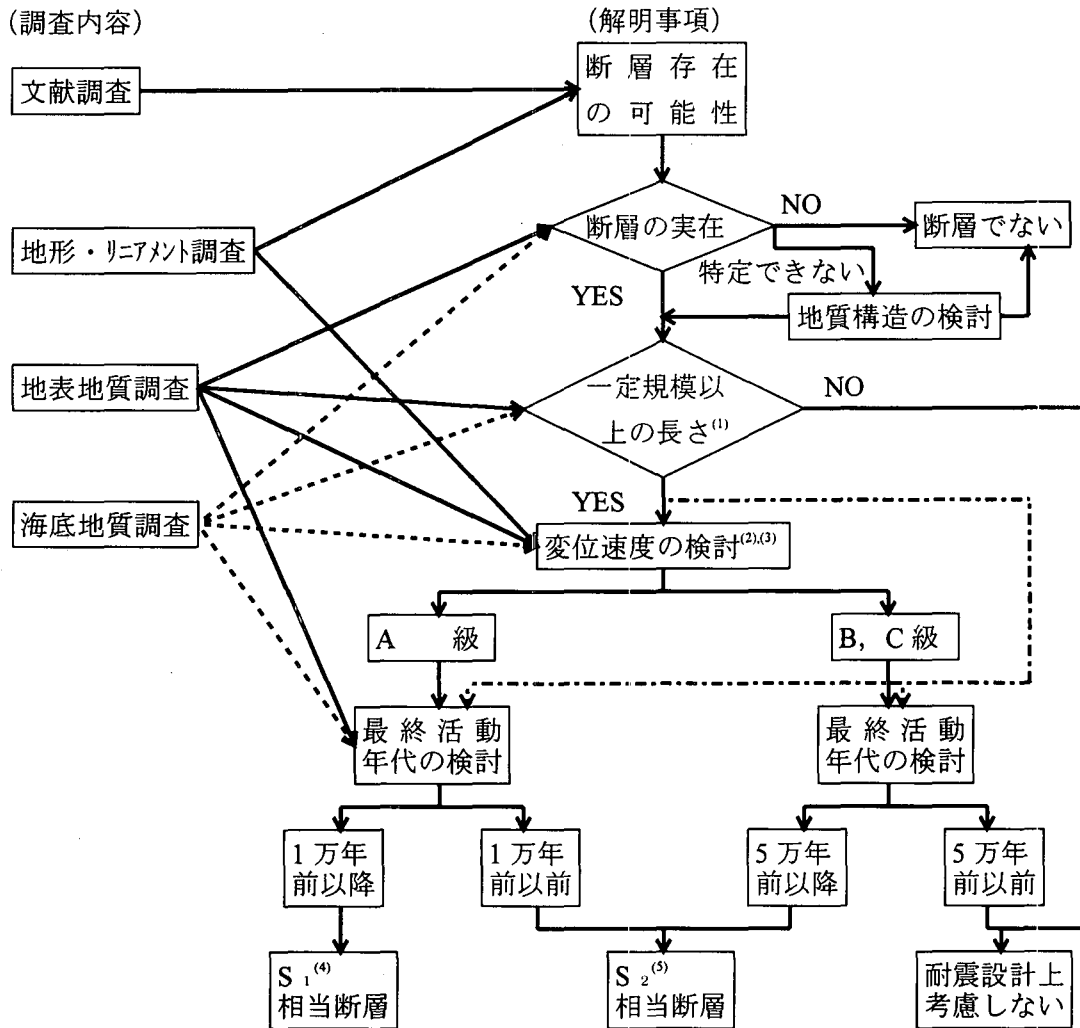 (調査内容)
(解明事項)
文献調査
断層存在
の可能性
地形・リニアメント調査
断層の実在
NO
断層でない
特定できない
YES
地質構造の検討
地表地質調査
一定規模以
上の長さ(1)
NO
海底地質調査
YES
変位速度の検討(2),(3)
A 級
B, C級
最終活動
年代の検討
最終活動
年代の検討
1万年
前以降
1万年
前以前
5万年
前以降
5万年
前以前
S1(4)
相当断層
S2(5)
相当断層
耐震設計上
考慮しない